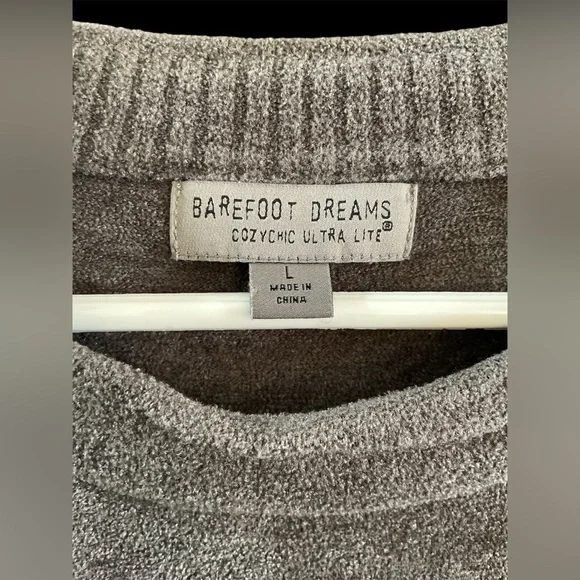 BAREFOOT DREAMS
COZYCHIC ULTRA LITE®
L
MADE IN
CHINA